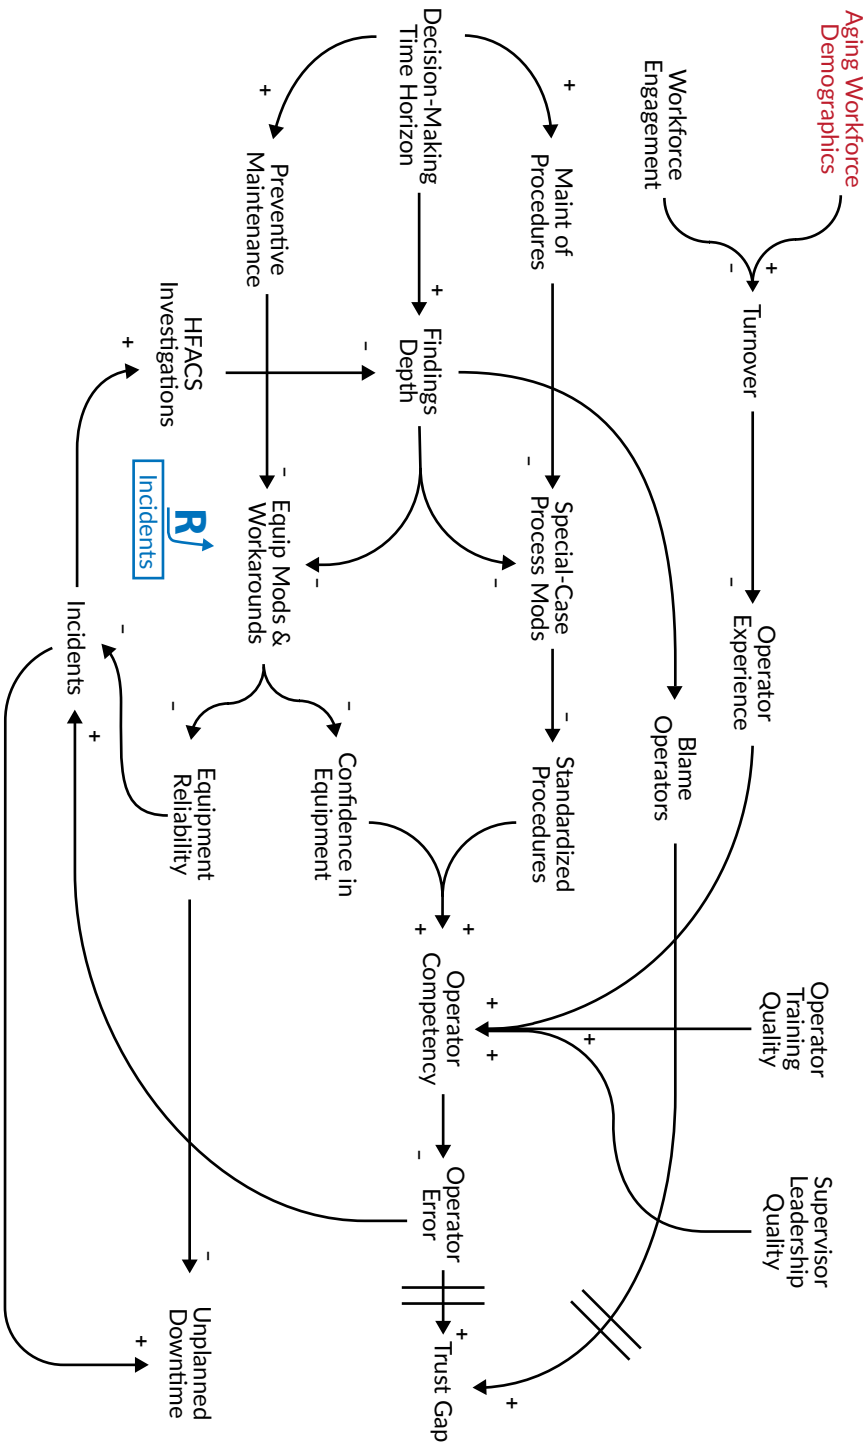 Aging Workforce
Demographics
Workforce
Engagement
+
-
Turnover
-
Operator
Experience
Operator
Training
Quality
Supervisor
Leadership
Quality
Decision-Making
Time Horizon
+
Maint of
Procedures
-
Special-Case
Process Mods
-
Standardized
Procedures
Blame
Operators
+
+
+
+
Preventive
Maintenance
+
Findings
Depth
-
-
-
Equip Mods &
Workarounds
-
-
-
Confidence in
Equipment
+
+
Operator
Competency
-
Operator
Error
+
Trust Gap
HFACS
Investigations
+
R
Incidents
Equipment
Reliability
-
Unplanned
Downtime
+
Incidents
-
+
+